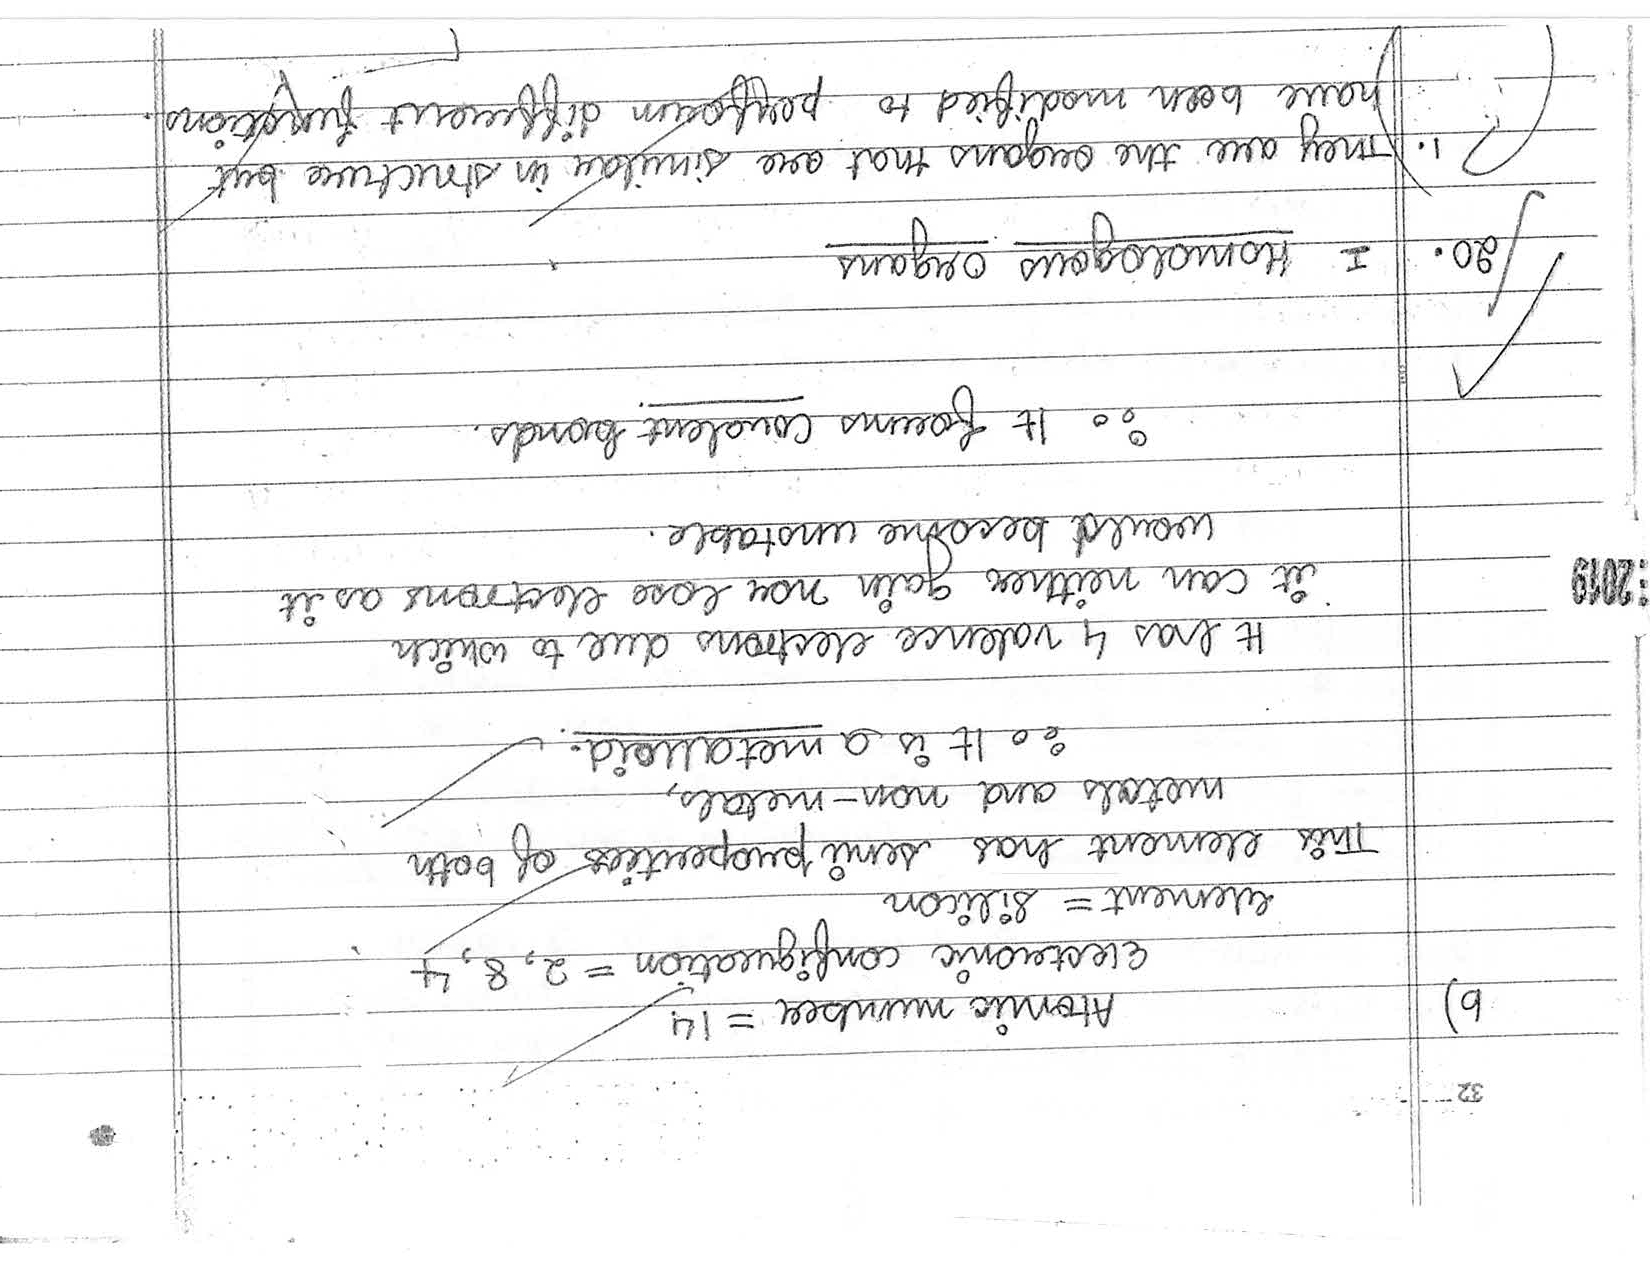 32
b) Atomic number = 14
Electronic configuration = 2, 8, 4
element = silicon
This element has semi properties of both
metals and non-metals,
∴ It is a metalloid.
It has 4 valence electrons due to which
it can neither gain nor lose electrons as it
would become unstable.
:2019
∴ It forms covalent bonds.
20. I Homologous organs
1. They are the organs that are similar in structure but
have been modified to perform different functions.